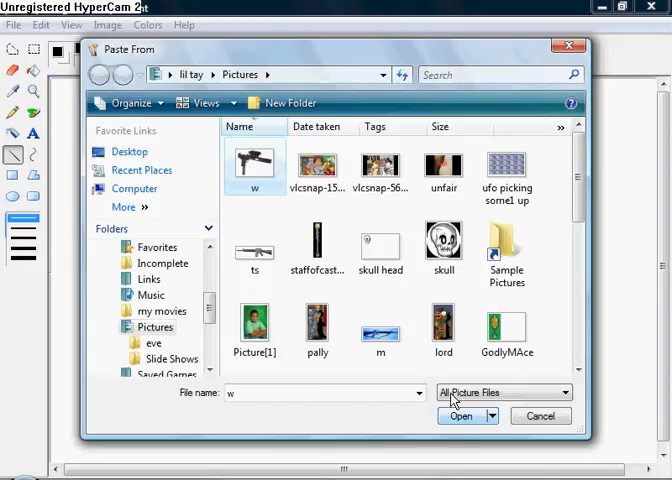 Unregistered HyperCam 2
File Edit View Image Colors Help
Paste From
lil tay Pictures
Search
Organize Views New Folder
Favorite Links
Desktop
Recent Places
Computer
More »
Folders
Favorites
Incomplete
Links
Music
my movies
Pictures
eve
Slide Shows
Saved Games
Name Date taken Tags Size »
w vlcsnap-15... vlcsnap-56... unfair ufo picking
some1 up
ts staffofcast... skull head skull Sample
Pictures
Picture[1] pally m lord GodlyMAce
File name: w
All Picture Files
Open Cancel